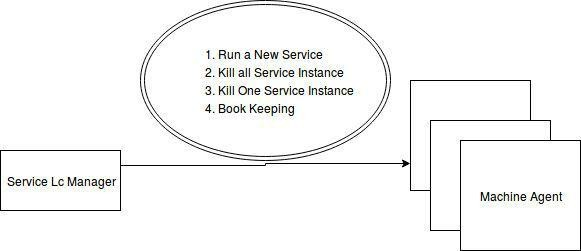 1. Run a New Service
2. Kill all Service Instance
3. Kill One Service Instance
4. Book Keeping
Service Lc Manager
Machine Agent